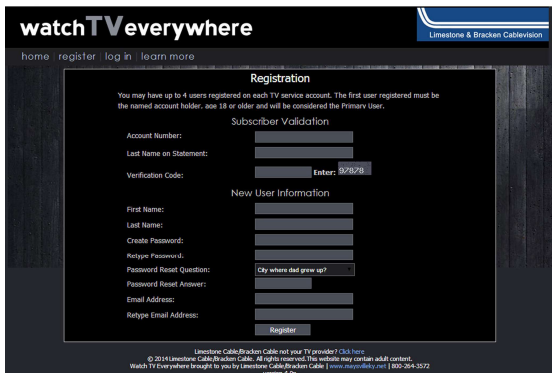 watchTVeverywhere
Limestone & Bracken Cablevision
home | register | log in | learn more
Registration
You may have up to 4 users registered on each TV service account. The first user registered must be
the named account holder, age 18 or older and will be considered the Primary User.
Subscriber Validation
Account Number:
Last Name on Statement:
Verification Code: Enter: 97878
New User Information
First Name:
Last Name:
Create Password:
Retype Password:
Password Reset Question: City where dad grew up?
Password Reset Answer:
Email Address:
Retype Email Address:
Register
Limestone Cable/Bracken Cable not your TV provider? Click here
© 2014 Limestone Cable/Bracken Cable. All rights reserved. This website may contain adult content.
Watch TV Everywhere brought to you by Limestone Cable/Bracken Cable | www.maysvilleky.net | 800-264-3572